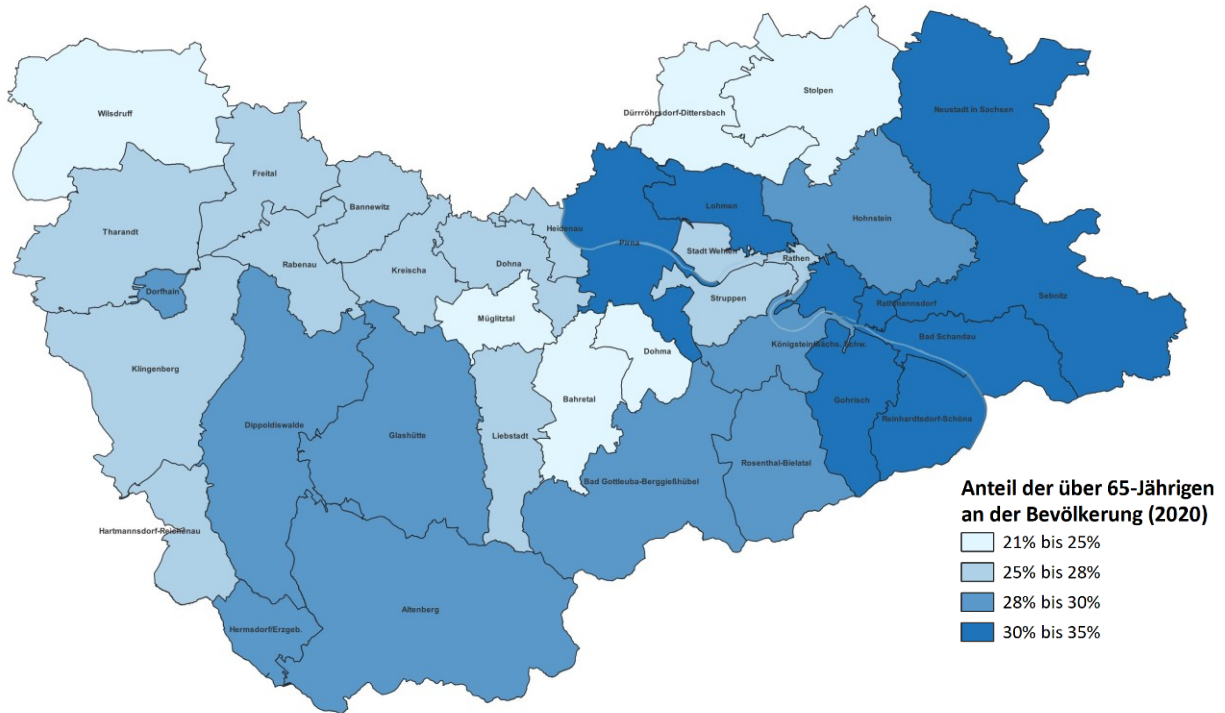 Stolpen
Wilsdruff
Dürrröhrsdorf-Dittersbach
Neustadt in Sachsen
Freital
Bannewitz
Lohmen
Hohnstein
Tharandt
Heidenau
Pirna
Stadt Wehlen
Rathen
Dohna
Rabenau
Kreischa
Dorfhain
Struppen
Rathmannsdorf
Sebnitz
Müglitztal
Bad Schandau
Königstein/Sächs. Schw.
Dohma
Klingenberg
Bahretal
Gohrisch
Reinhardtsdorf-Schöna
Dippoldiswalde
Glashütte
Liebstadt
Rosenthal-Bielatal
Bad Gottleuba-Berggießhübel
Hartmannsdorf-Reichenau
Altenberg
Hermsdorf/Erzgeb.
Anteil der über 65-Jährigen
an der Bevölkerung (2020)
21% bis 25%
25% bis 28%
28% bis 30%
30% bis 35%